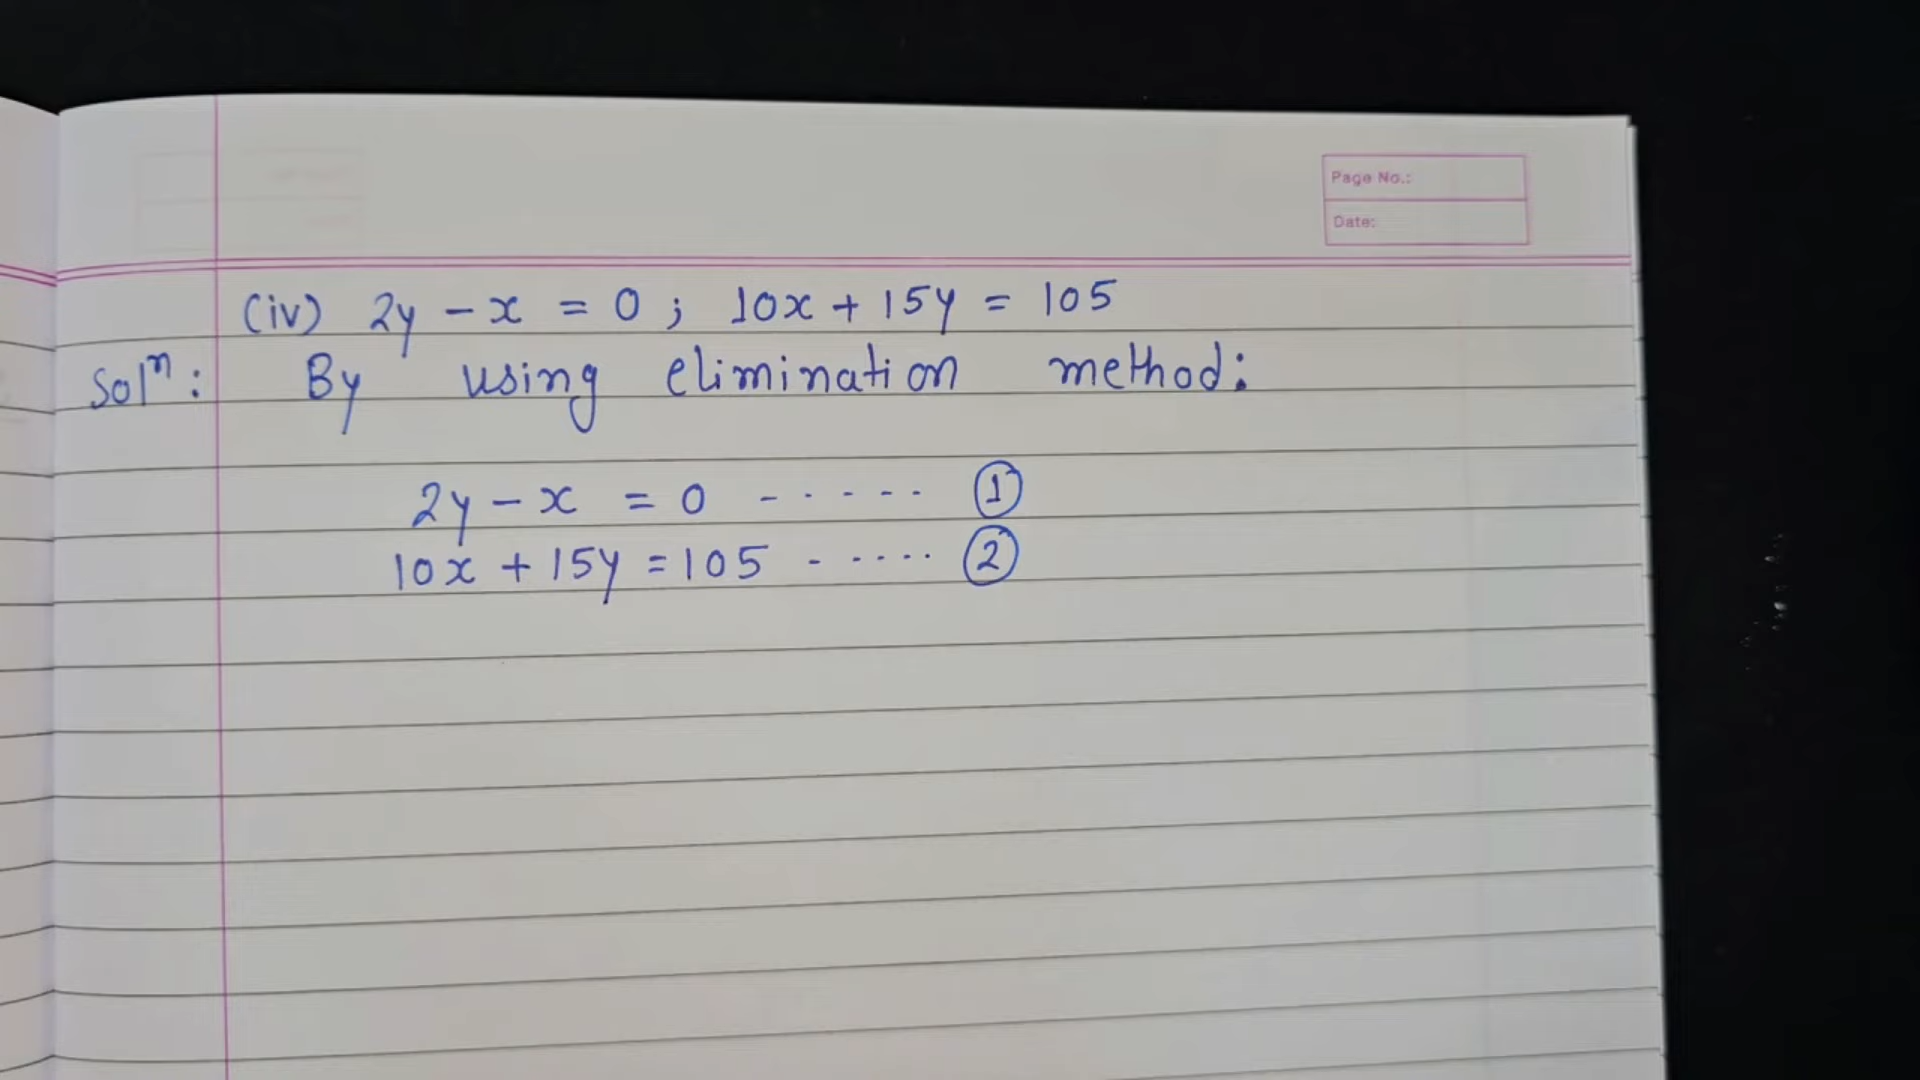 Page No.:
Date:
(iv) 2y - x = 0 ; 10x + 15y = 105
Solⁿ: By using elimination method:
2y - x = 0 - · - - - · ①
10x + 15y = 105 - · · · · · ②